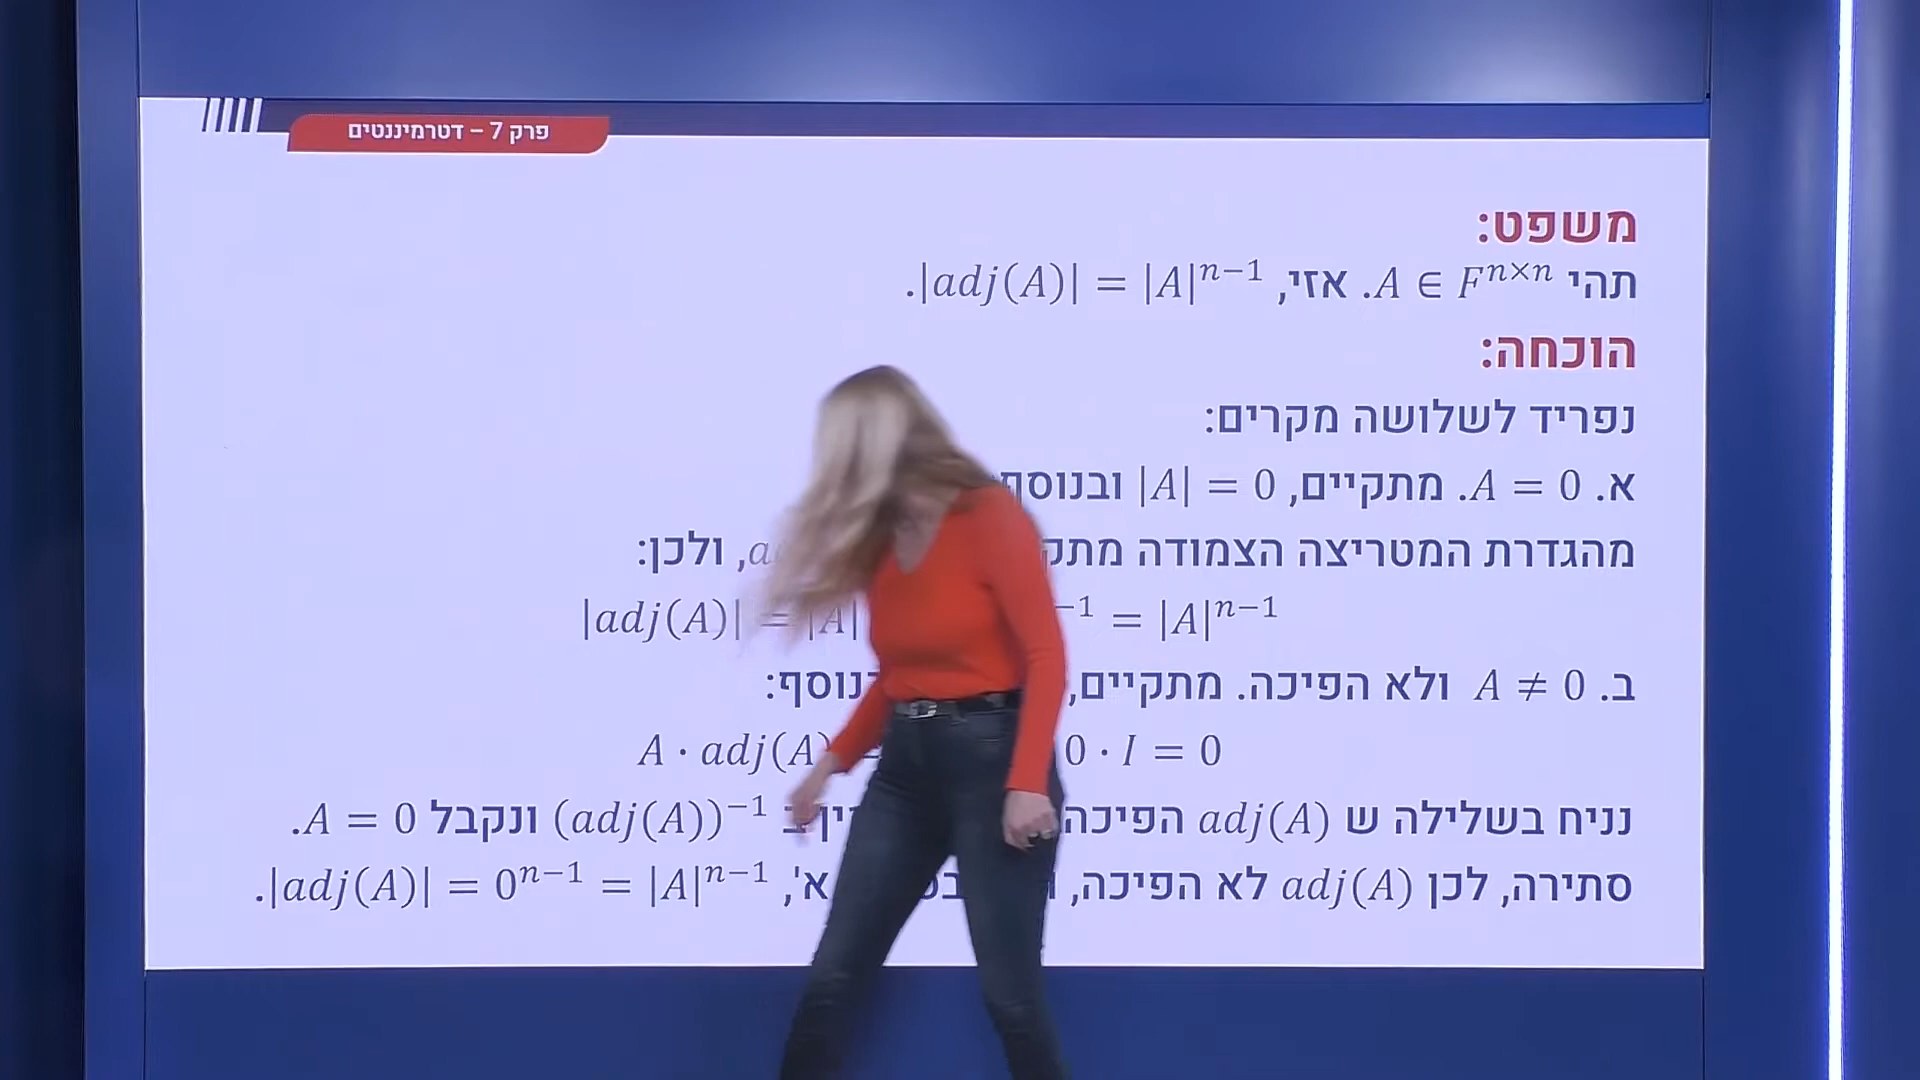 פרק 7 – דטרמיננטים
משפט:
תהי A ∈ F^{n×n}. אזי, |adj(A)| = |A|^{n−1}.
הוכחה:
נפריד לשלושה מקרים:
א. A = 0. מתקיים, |A| = 0 ובנוסף
מהגדרת המטריצה הצמודה ולכן:
|adj(A)| = |A| ^{−1} = |A|^{n−1}
ב. A ≠ 0 ולא הפיכה. מתקיים,
A · adj(A) 0 · I = 0
נניח בשלילה ש adj(A) הפיכה (adj(A))^{−1} ונקבל A = 0.
סתירה, לכן adj(A) לא הפיכה, א', |adj(A)| = 0^{n−1} = |A|^{n−1}.